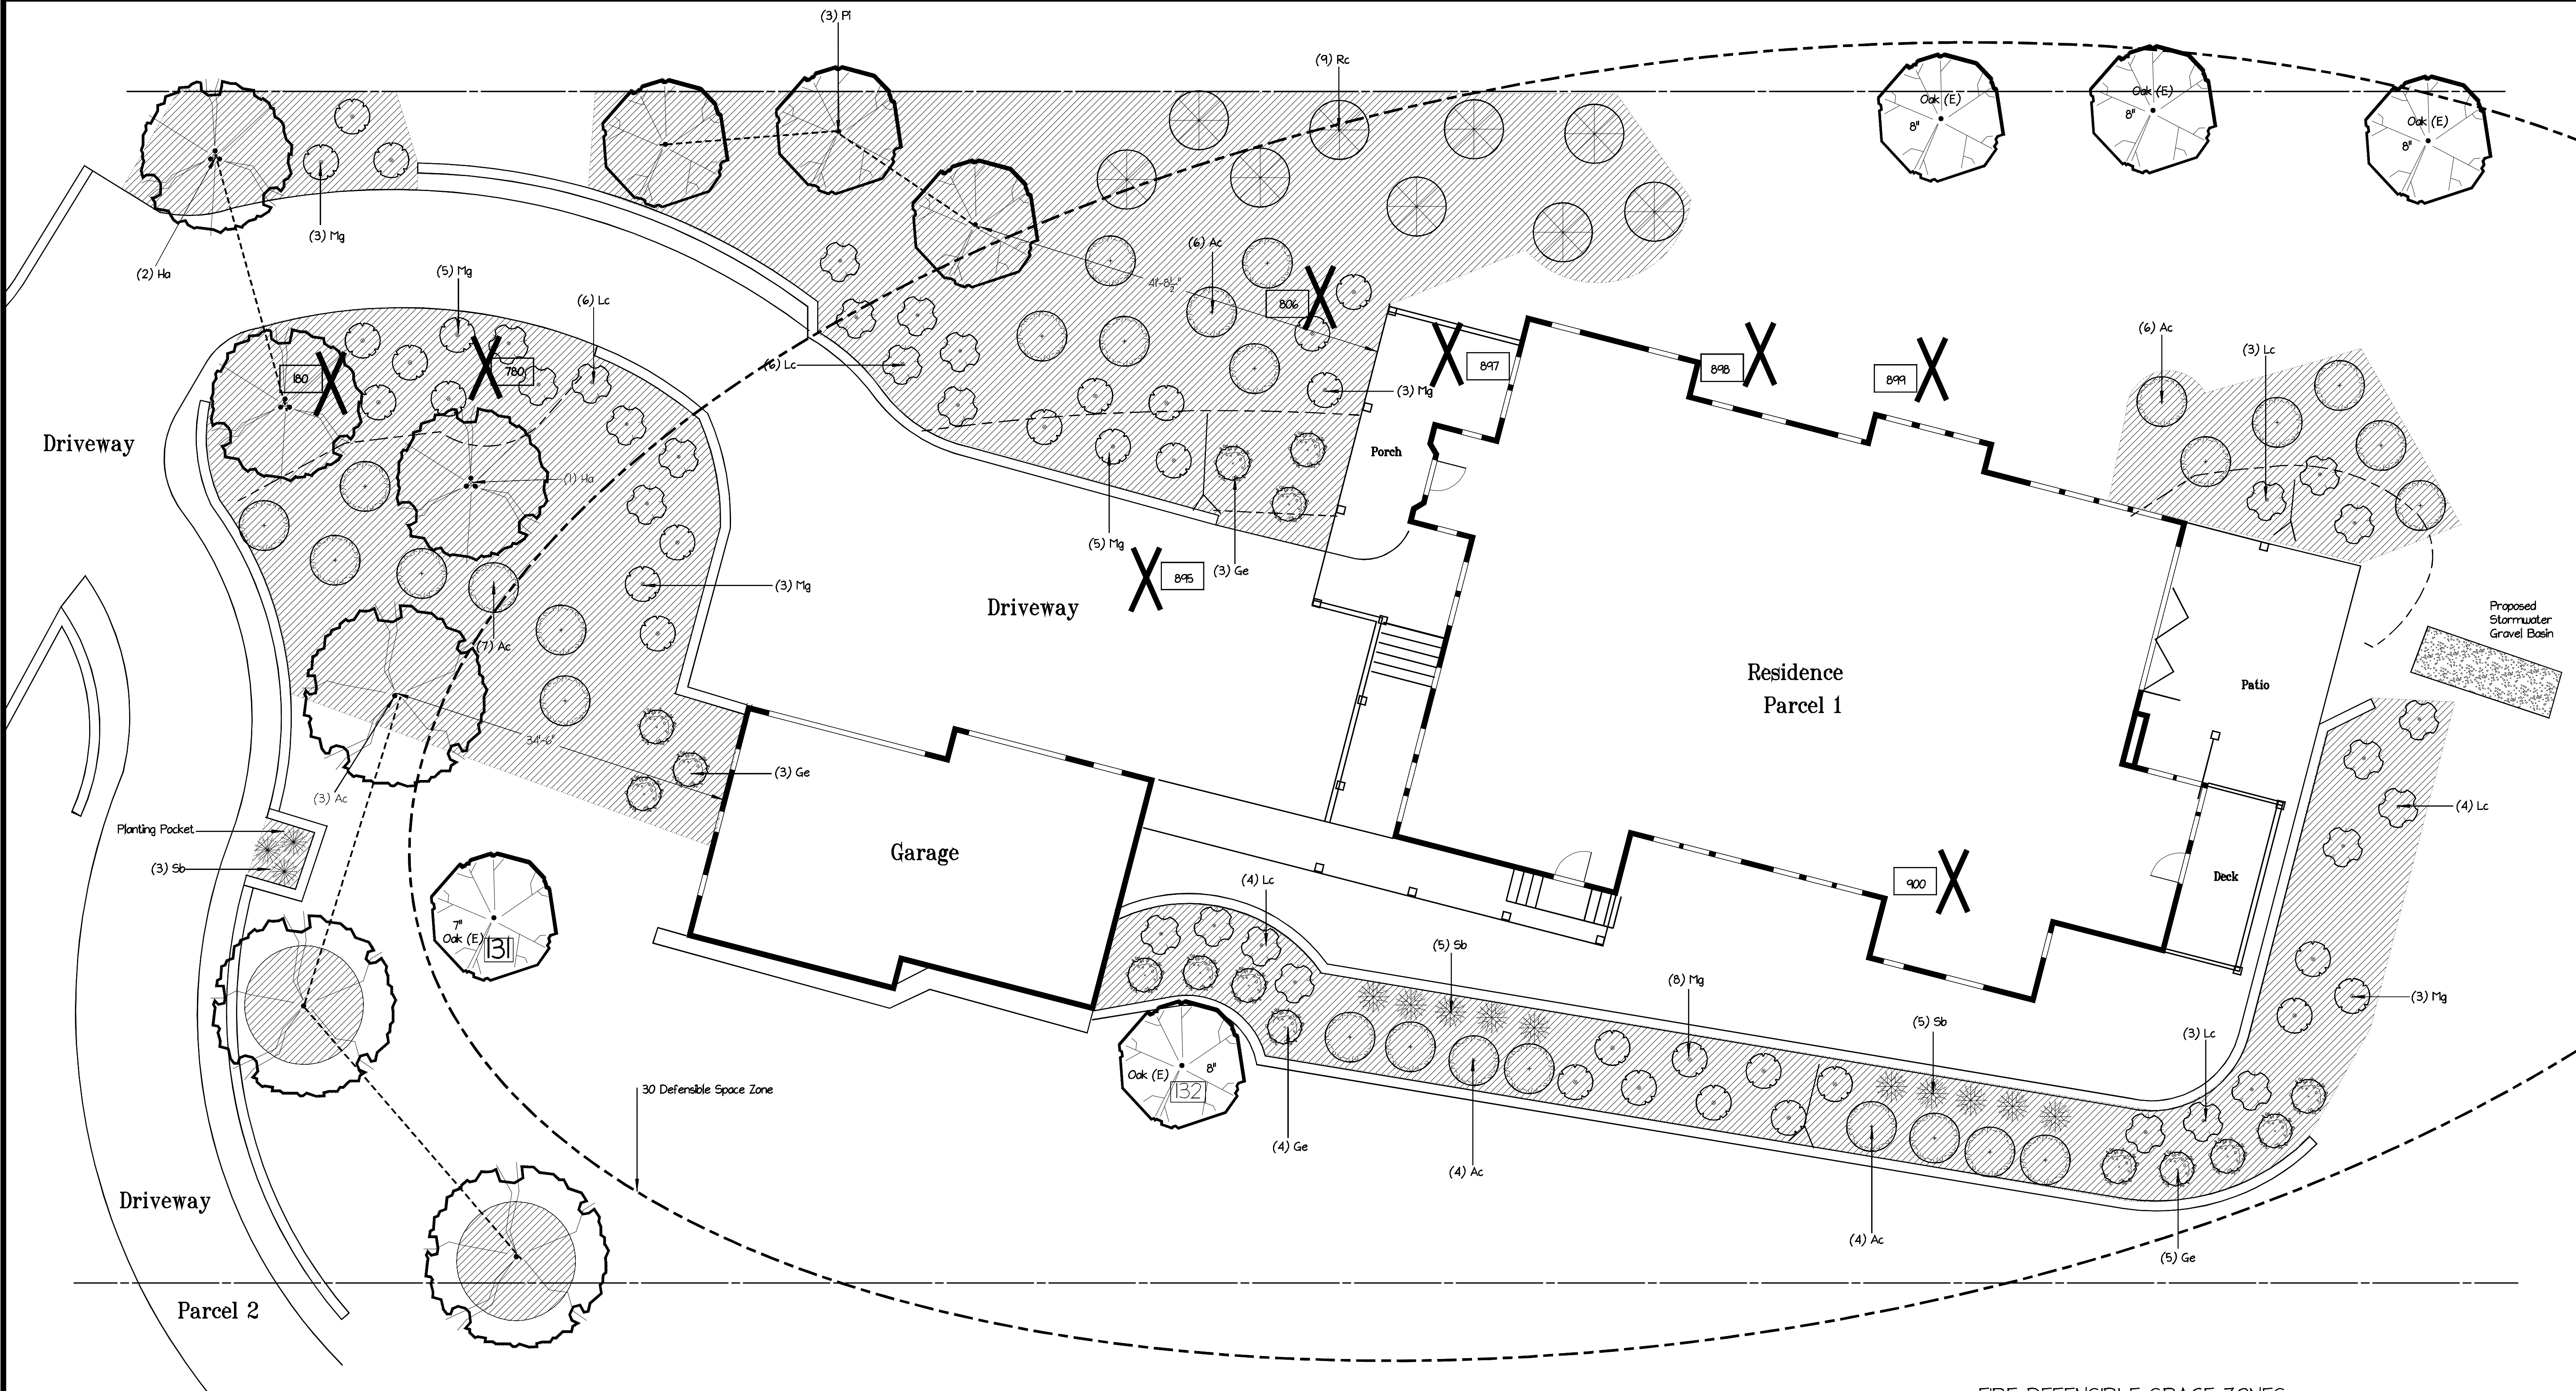 (3) Pi
(9) Rc
Oak (E)
8"
Oak (E)
8"
Oak (E)
8"
(3) Mg
(2) Ha
(5) Mg
(6) Lc
(6) Ac
41'-8½"
806
(6) Lc
(3) Mg
897
898
899
(6) Ac
(3) Lc
180
780
Driveway
(1) Ha
Porch
(5) Mg
(3) Ge
895
(3) Mg
Driveway
(7) Ac
Proposed
Stormwater
Gravel Basin
Residence
Parcel 1
Patio
34'-6"
(3) Ge
(3) Ac
(4) Lc
Planting Pocket
(3) Sb
Garage
(4) Lc
900
Deck
7"
Oak (E)
131
(5) Sb
(8) Mg
(3) Mg
(5) Sb
(3) Lc
Oak (E)
8"
132
30 Defensible Space Zone
(4) Ge
(4) Ac
(4) Ac
(5) Ge
Driveway
Parcel 2
FIRE DEFENSIBLE SPACE ZONES